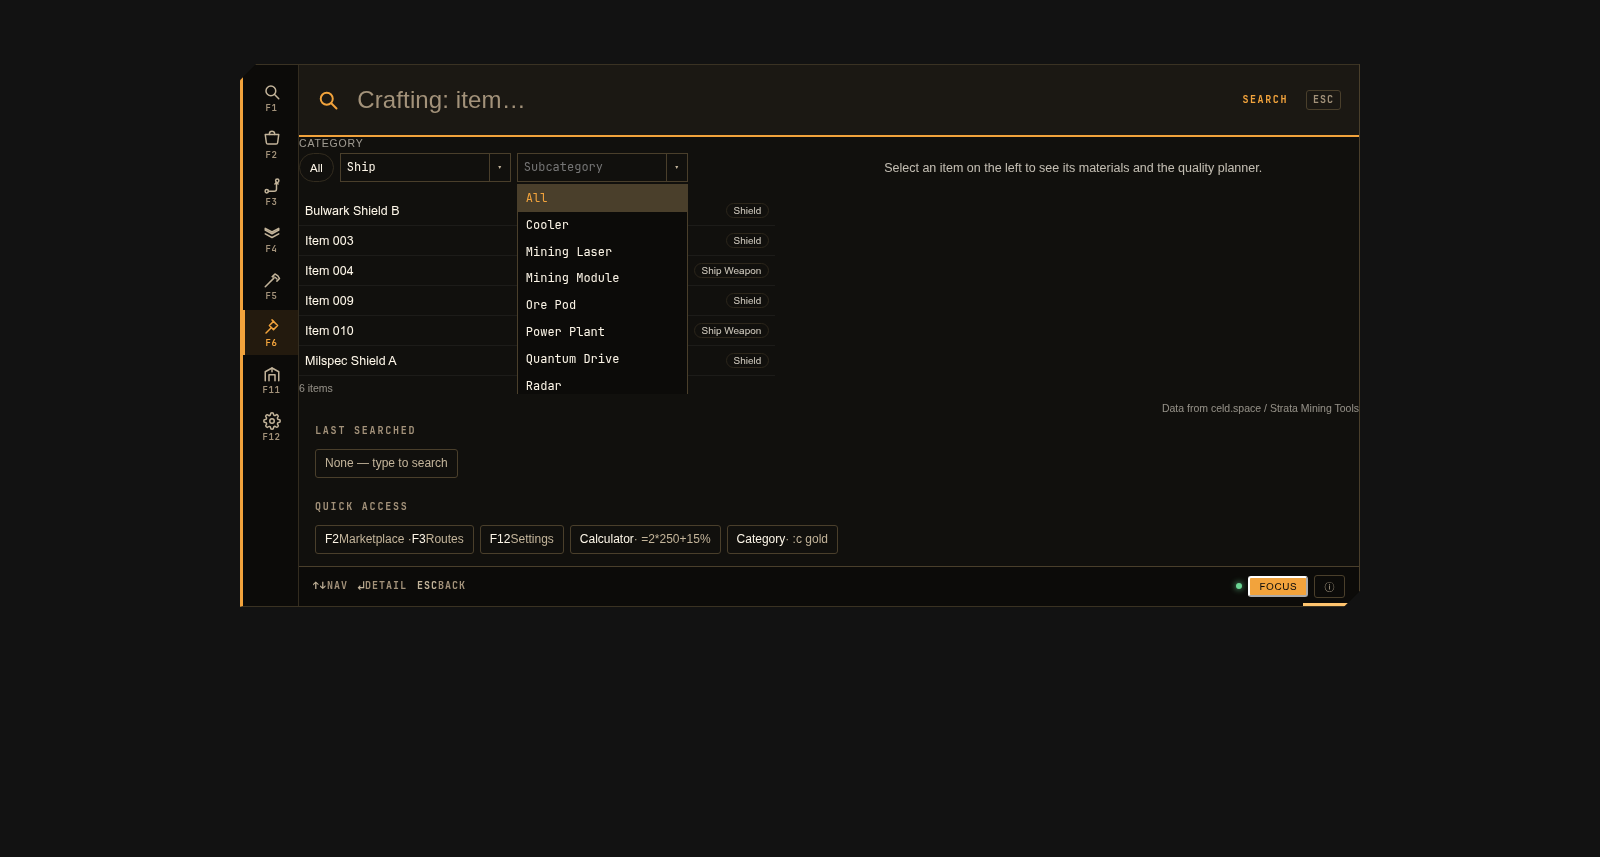 F1
F2
F3
F4
F5
F6
F11
F12
Crafting: item…
SEARCH
ESC
CATEGORY
All
Ship
Subcategory
All
Cooler
Mining Laser
Mining Module
Ore Pod
Power Plant
Quantum Drive
Radar
Bulwark Shield B Shield
Item 003 Shield
Item 004 Ship Weapon
Item 009 Shield
Item 010 Ship Weapon
Milspec Shield A Shield
6 items
Select an item on the left to see its materials and the quality planner.
Data from celd.space / Strata Mining Tools
LAST SEARCHED
None — type to search
QUICK ACCESS
F2Marketplace ·F3Routes
F12Settings
Calculator· =2*250+15%
Category· :c gold
↑↓NAV ↵DETAIL ESCBACK
FOCUS
ⓘ